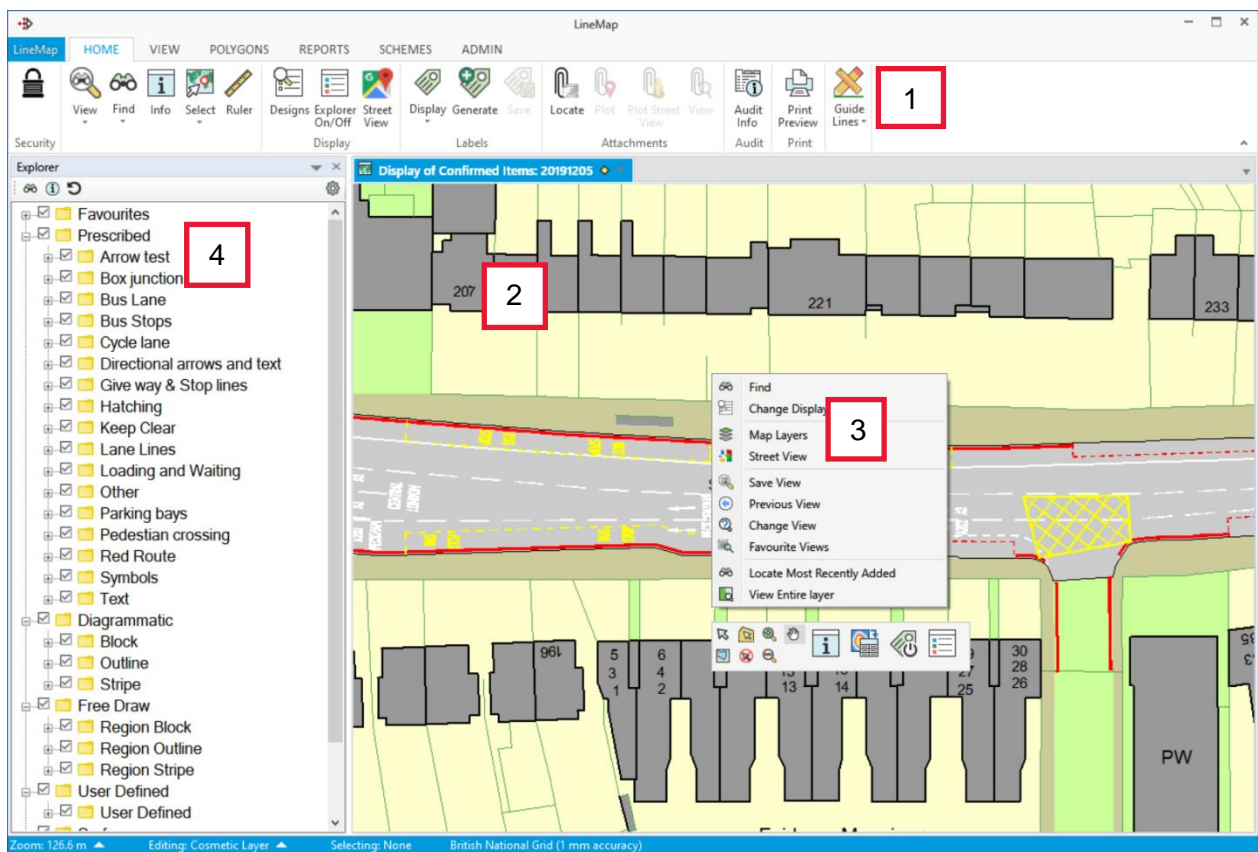 LineMap
LineMap HOME VIEW POLYGONS REPORTS SCHEMES ADMIN
View Find Info Select Ruler Designs Explorer On/Off Street View Display Generate Save Locate Plot Plot Street View View Audit Info Print Preview Guide Lines
1
Security Display Labels Attachments Audit Print
Explorer
Display of Confirmed Items: 20191205
Favourites
Prescribed
Arrow test
4
Box junction
Bus Lane
Bus Stops
Cycle lane
Directional arrows and text
Give way & Stop lines
Hatching
Keep Clear
Lane Lines
Loading and Waiting
Other
Parking bays
Pedestian crossing
Red Route
Symbols
Text
Diagrammatic
Block
Outline
Stripe
Free Draw
Region Block
Region Outline
Region Stripe
User Defined
User Defined
207
2
221
233
Find
Change Display
3
Map Layers
Street View
Save View
Previous View
Change View
Favourite Views
Locate Most Recently Added
View Entire layer
196
5 6
3 4
1 2
13 14
27 25
30
28
26
PW
Zoom: 126.6 m Editing: Cosmetic Layer Selecting: None British National Grid (1 mm accuracy)